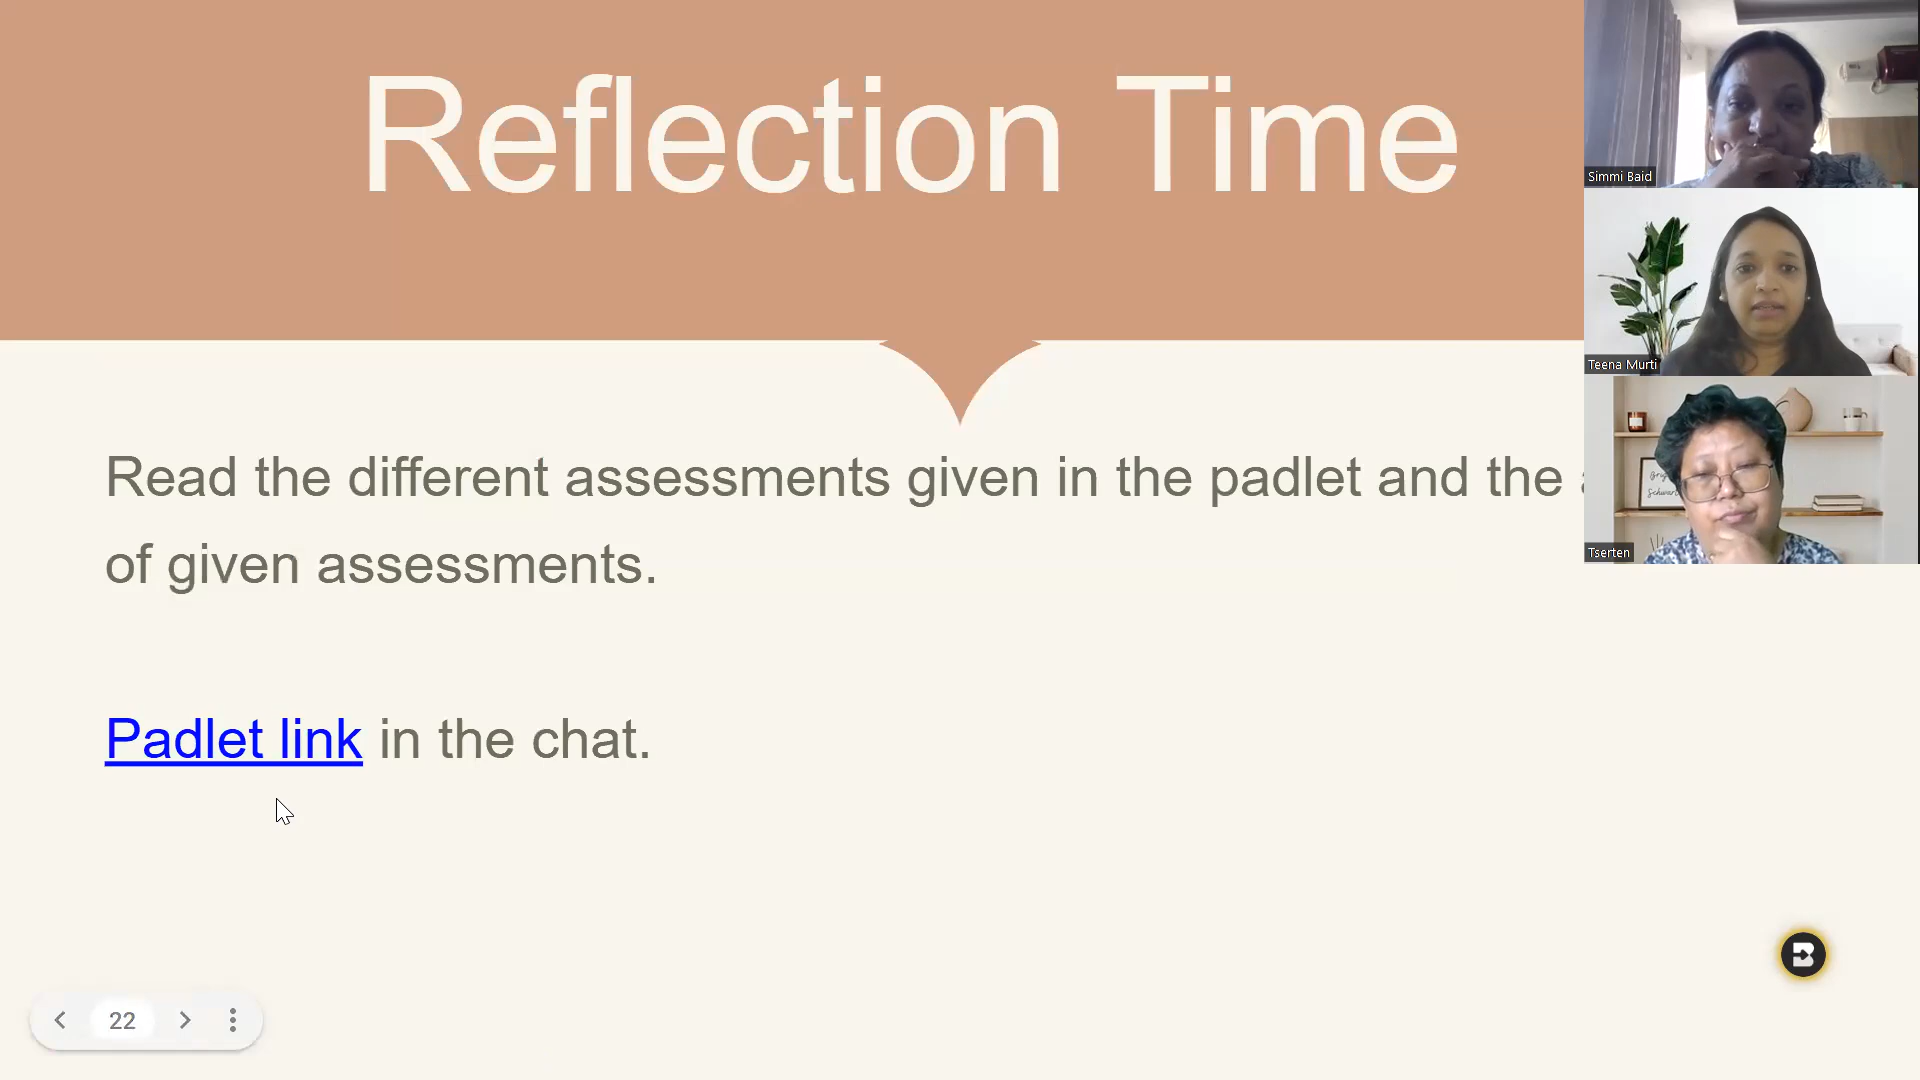 Reflection Time
Read the different assessments given in the padlet and the
of given assessments.
Padlet link in the chat.
22
Simmi Baid
Teena Murti
Tserten
B